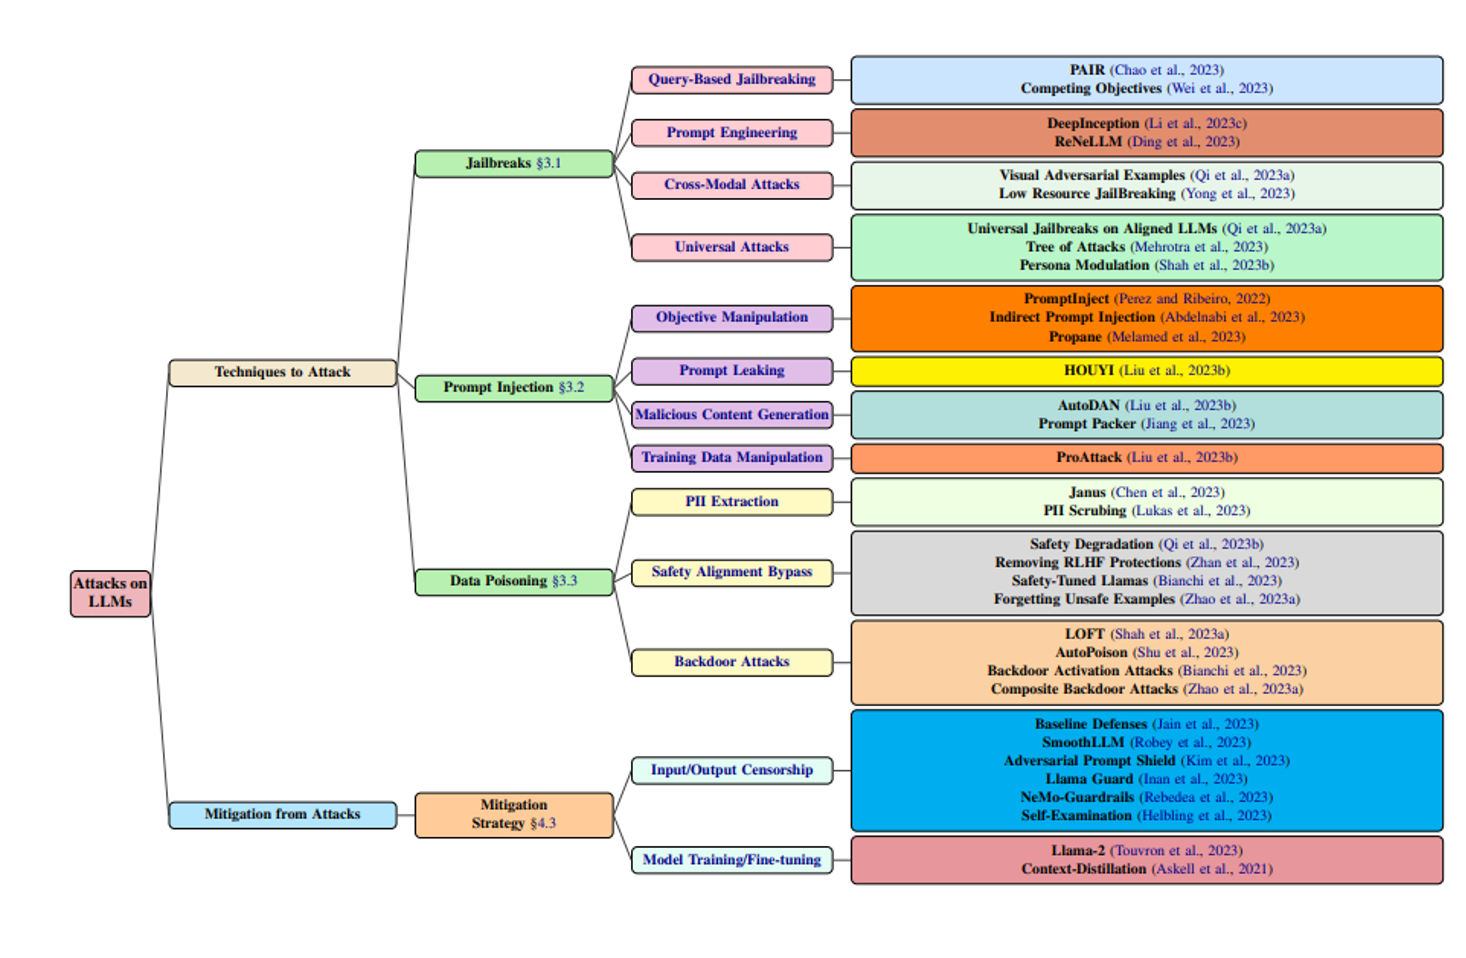 Attacks on
LLMs
Techniques to Attack
Jailbreaks §3.1
Query-Based Jailbreaking
PAIR (Chao et al., 2023)
Competing Objectives (Wei et al., 2023)
Prompt Engineering
DeepInception (Li et al., 2023c)
ReNeLLM (Ding et al., 2023)
Cross-Modal Attacks
Visual Adversarial Examples (Qi et al., 2023a)
Low Resource JailBreaking (Yong et al., 2023)
Universal Attacks
Universal Jailbreaks on Aligned LLMs (Qi et al., 2023a)
Tree of Attacks (Mehrotra et al., 2023)
Persona Modulation (Shah et al., 2023b)
Prompt Injection §3.2
Objective Manipulation
PromptInject (Perez and Ribeiro, 2022)
Indirect Prompt Injection (Abdelnabi et al., 2023)
Propane (Melamed et al., 2023)
Prompt Leaking
HOUYI (Liu et al., 2023b)
Malicious Content Generation
AutoDAN (Liu et al., 2023b)
Prompt Packer (Jiang et al., 2023)
Training Data Manipulation
ProAttack (Liu et al., 2023b)
Data Poisoning §3.3
PII Extraction
Janus (Chen et al., 2023)
PII Scrubing (Lukas et al., 2023)
Safety Alignment Bypass
Safety Degradation (Qi et al., 2023b)
Removing RLHF Protections (Zhan et al., 2023)
Safety-Tuned Llamas (Bianchi et al., 2023)
Forgetting Unsafe Examples (Zhao et al., 2023a)
Backdoor Attacks
LOFT (Shah et al., 2023a)
AutoPoison (Shu et al., 2023)
Backdoor Activation Attacks (Bianchi et al., 2023)
Composite Backdoor Attacks (Zhao et al., 2023a)
Mitigation from Attacks
Mitigation
Strategy §4.3
Input/Output Censorship
Baseline Defenses (Jain et al., 2023)
SmoothLLM (Robey et al., 2023)
Adversarial Prompt Shield (Kim et al., 2023)
Llama Guard (Inan et al., 2023)
NeMo-Guardrails (Rebedea et al., 2023)
Self-Examination (Helbling et al., 2023)
Model Training/Fine-tuning
Llama-2 (Touvron et al., 2023)
Context-Distillation (Askell et al., 2021)